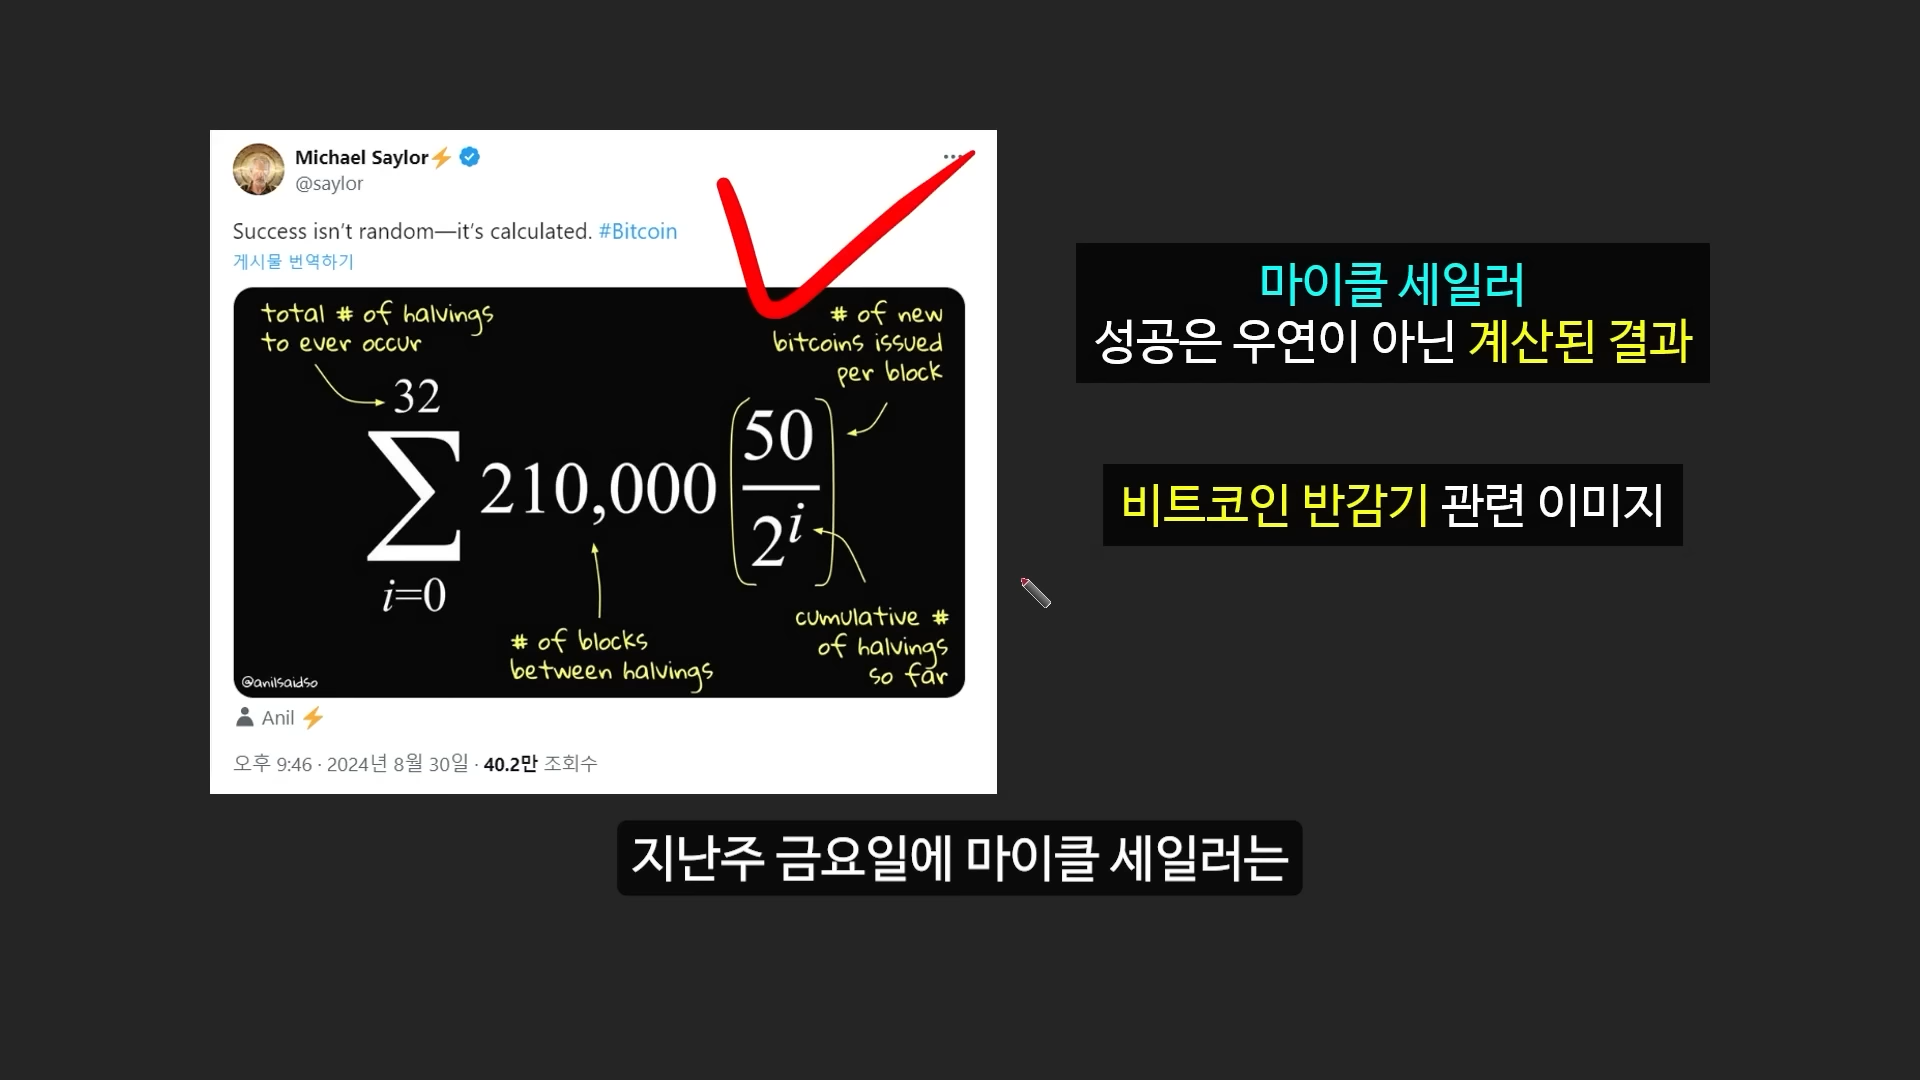 Michael Saylor⚡
@saylor
Success isn't random—it's calculated. #Bitcoin
게시물 번역하기
total # of halvings
to ever occur
# of new
bitcoins issued
per block
32
∑ 210,000 (50/2^i)
i=0
# of blocks
between halvings
cumulative #
of halvings
so far
@anilsaidso
Anil ⚡
오후 9:46 · 2024년 8월 30일 · 40.2만 조회수
마이클 세일러
성공은 우연이 아닌 계산된 결과
비트코인 반감기 관련 이미지
지난주 금요일에 마이클 세일러는